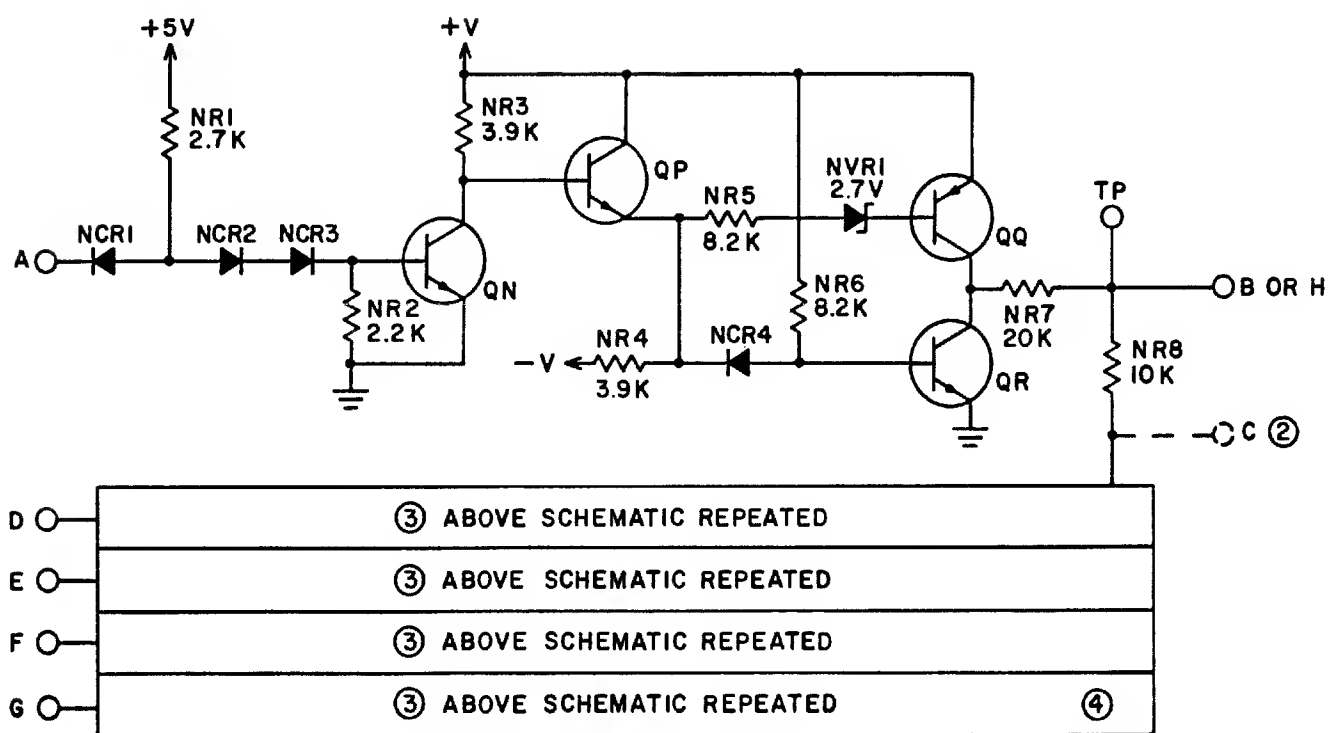 +5V
+V
NR1
2.7K
NR3
3.9K
QP
NVR1
2.7V
TP
NR5
8.2K
QQ
A
NCR1
NCR2
NCR3
QN
NR2
2.2K
NR6
8.2K
B OR H
NR7
20K
-V
NR4
3.9K
NCR4
QR
NR8
10K
C ②
D
③ ABOVE SCHEMATIC REPEATED
E
③ ABOVE SCHEMATIC REPEATED
F
③ ABOVE SCHEMATIC REPEATED
G
③ ABOVE SCHEMATIC REPEATED
④